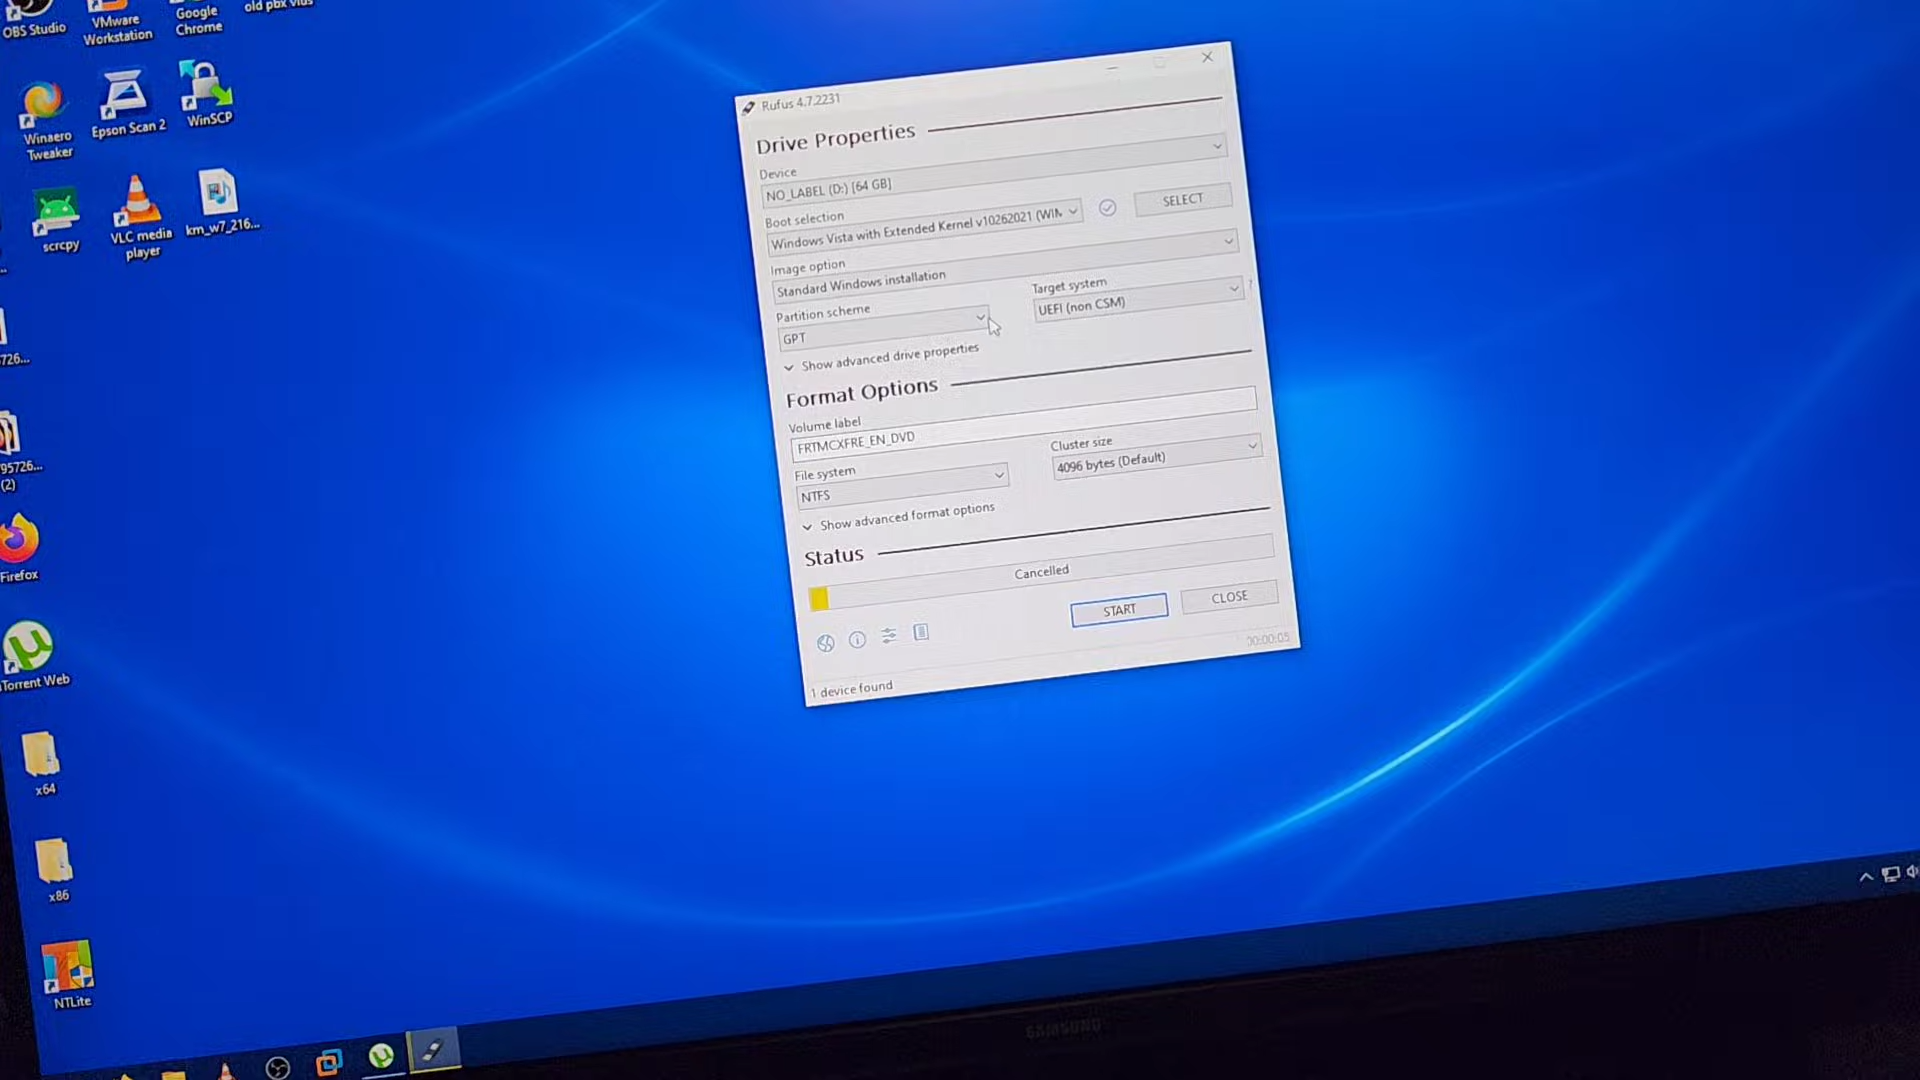 OBS Studio
VMware
Workstation
Google
Chrome
old pbx vids
Winaero
Tweaker
Epson Scan 2
WinSCP
scrcpy
VLC media
player
km_w7_216...
726...
95726...
(2)
Firefox
Torrent Web
x64
x86
NTLite
Rufus 4.7.2231
Drive Properties
Device
NO_LABEL (D:) [64 GB]
Boot selection
Windows Vista with Extended Kernel v10262021 (WIN
SELECT
Image option
Standard Windows installation
Partition scheme
GPT
Target system
UEFI (non CSM)
?
Show advanced drive properties
Format Options
Volume label
FRTMCXFRE_EN_DVD
File system
NTFS
Cluster size
4096 bytes (Default)
Show advanced format options
Status
Cancelled
START
CLOSE
1 device found
00:00:05
SAMSUNG